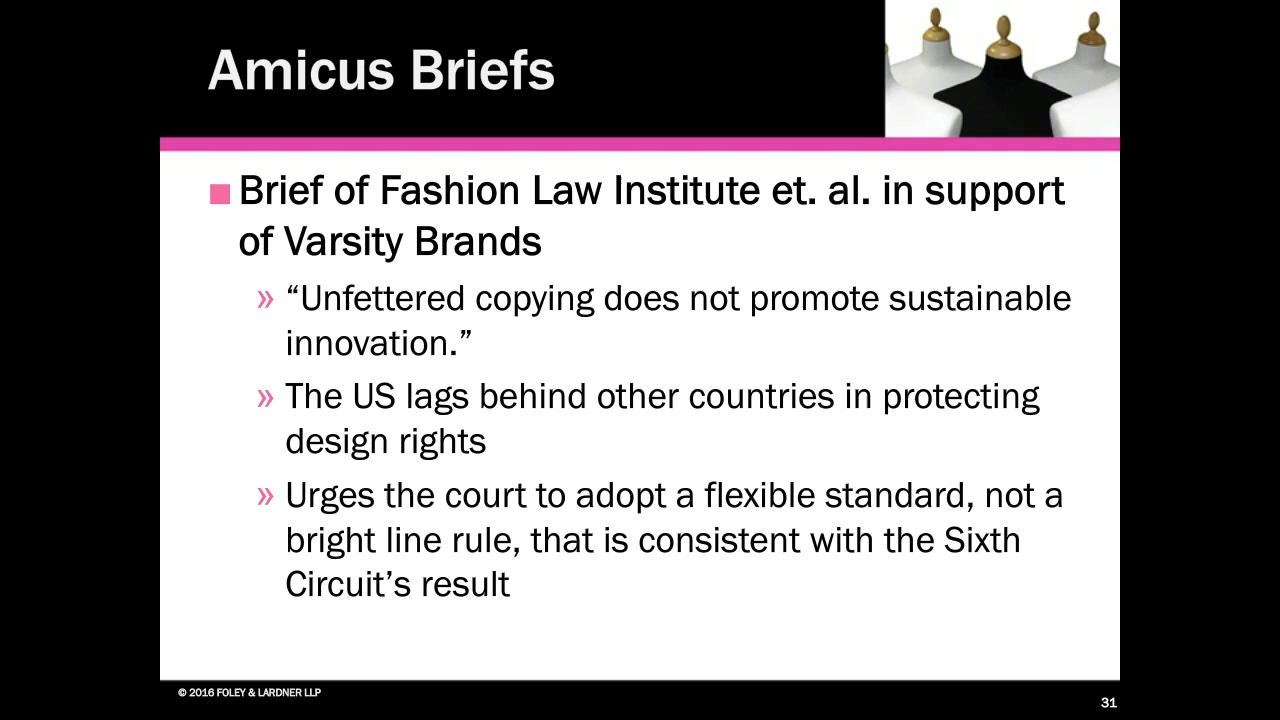 Amicus Briefs
■ Brief of Fashion Law Institute et. al. in support
of Varsity Brands
» “Unfettered copying does not promote sustainable
innovation.”
» The US lags behind other countries in protecting
design rights
» Urges the court to adopt a flexible standard, not a
bright line rule, that is consistent with the Sixth
Circuit’s result
© 2016 FOLEY & LARDNER LLP
31